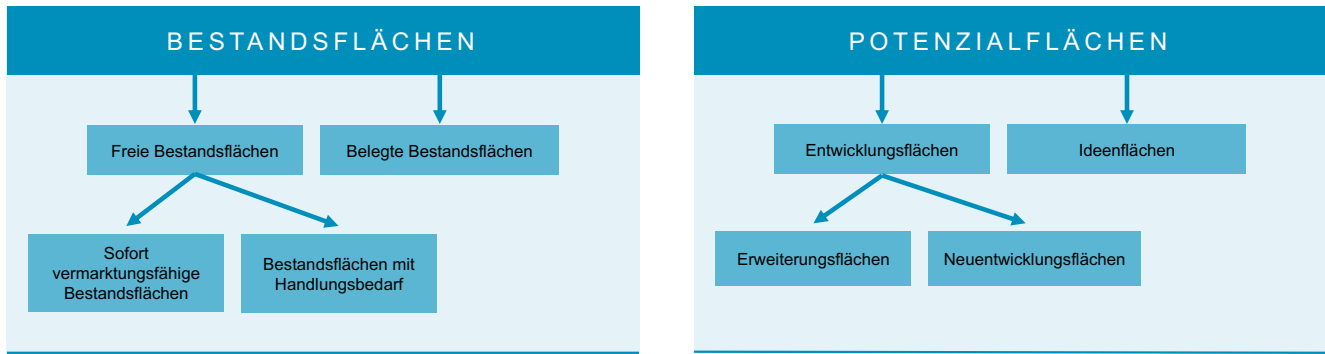 BESTANDSFLÄCHEN
Freie Bestandsflächen
Belegte Bestandsflächen
Sofort
vermarktungsfähige
Bestandsflächen
Bestandsflächen mit
Handlungsbedarf
POTENZIALFLÄCHEN
Entwicklungsflächen
Ideenflächen
Erweiterungsflächen
Neuentwicklungsflächen